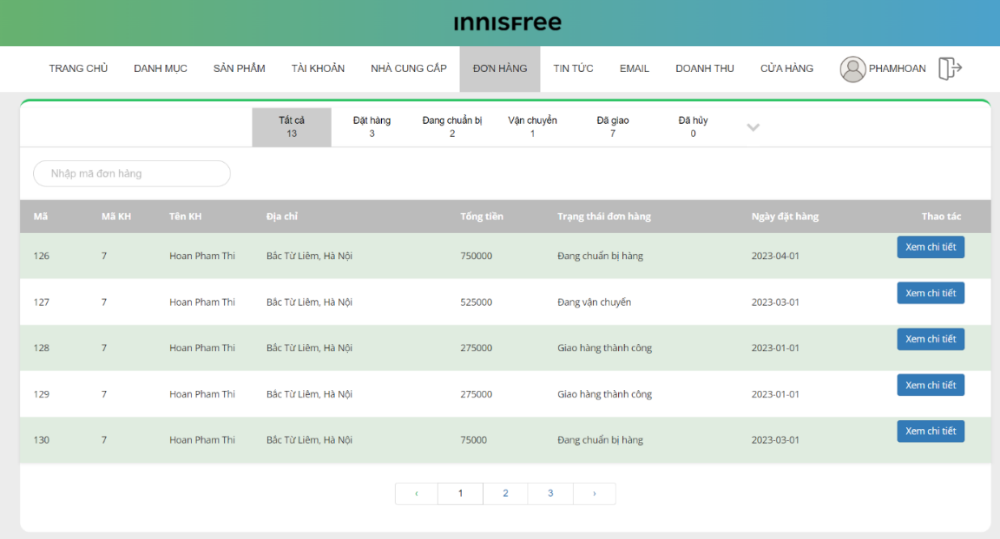 INNISFREE
TRANG CHỦ DANH MỤC SẢN PHẨM TÀI KHOẢN NHÀ CUNG CẤP ĐƠN HÀNG TIN TỨC EMAIL DOANH THU CỬA HÀNG PHAMHOAN
Tất cả Đặt hàng Đang chuẩn bị Vận chuyển Đã giao Đã hủy
13 3 2 1 7 0
Nhập mã đơn hàng
Mã Mã KH Tên KH Địa chỉ Tổng tiền Trạng thái đơn hàng Ngày đặt hàng Thao tác
126 7 Hoan Pham Thi Bắc Từ Liêm, Hà Nội 750000 Đang chuẩn bị hàng 2023-04-01 Xem chi tiết
127 7 Hoan Pham Thi Bắc Từ Liêm, Hà Nội 525000 Đang vận chuyển 2023-03-01 Xem chi tiết
128 7 Hoan Pham Thi Bắc Từ Liêm, Hà Nội 275000 Giao hàng thành công 2023-01-01 Xem chi tiết
129 7 Hoan Pham Thi Bắc Từ Liêm, Hà Nội 275000 Giao hàng thành công 2023-01-01 Xem chi tiết
130 7 Hoan Pham Thi Bắc Từ Liêm, Hà Nội 75000 Đang chuẩn bị hàng 2023-03-01 Xem chi tiết
‹ 1 2 3 ›